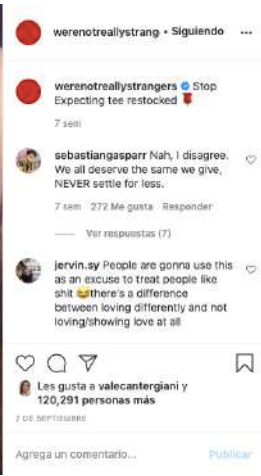 werenotreallystrang • Siguiendo ...
werenotreallystrangers Stop
Expecting tee restocked 🌹
7 sem
sebastiangasparr Nah, I disagree.
We all deserve the same we give,
NEVER settle for less.
7 sem 272 Me gusta Responder
Ver respuestas (7)
jervin.sy People are gonna use this
as an excuse to treat people like
shit 😂there's a difference
between loving differently and not
loving/showing love at all
Les gusta a valecantergiani y
120,291 personas más
7 DE SEPTIEMBRE
Agrega un comentario... Publicar